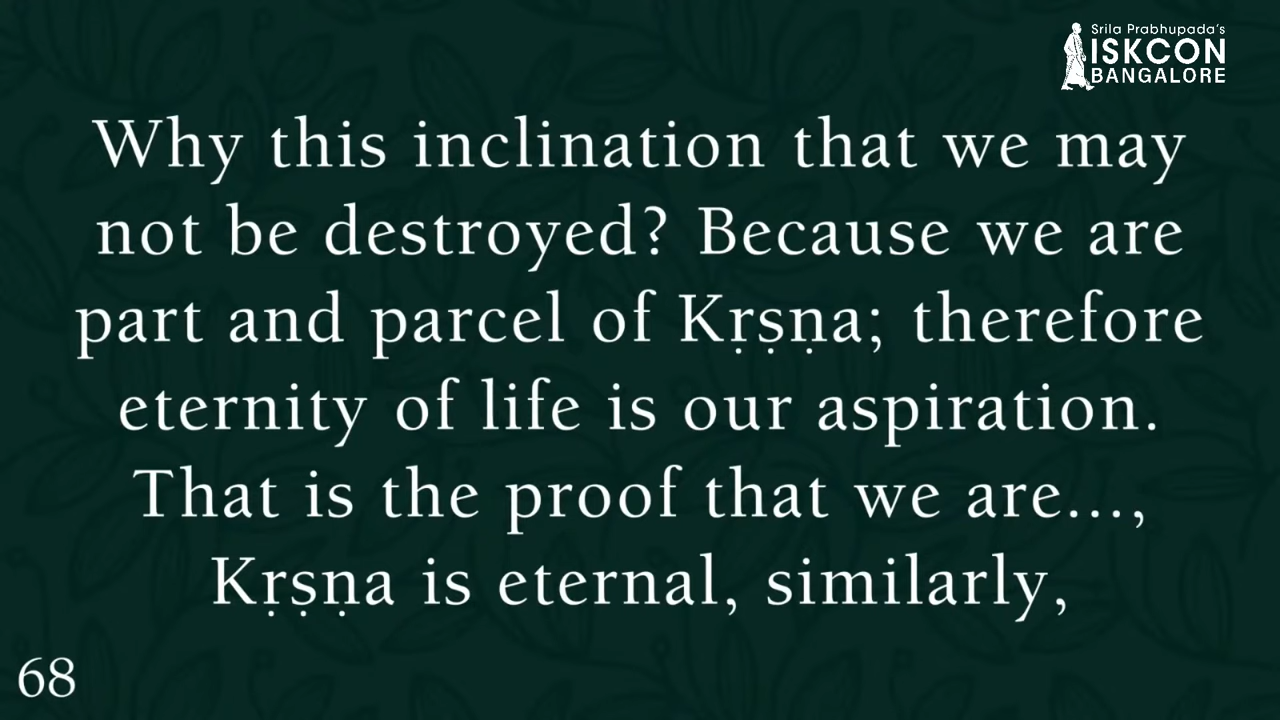 Srila Prabhupada's
ISKCON
BANGALORE
Why this inclination that we may
not be destroyed? Because we are
part and parcel of Kṛṣṇa; therefore
eternity of life is our aspiration.
That is the proof that we are...,
Kṛṣṇa is eternal, similarly,
68